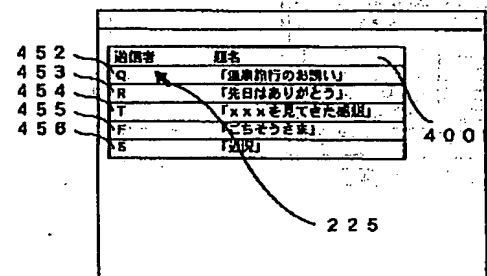 送信者 題名
452 Q 「温泉旅行のお誘い」
453 R 「先日はありがとう」
454 T 「xxxを見てきた感想」
455 F 「ごちそうさま」
456 S 「近況」
400
225